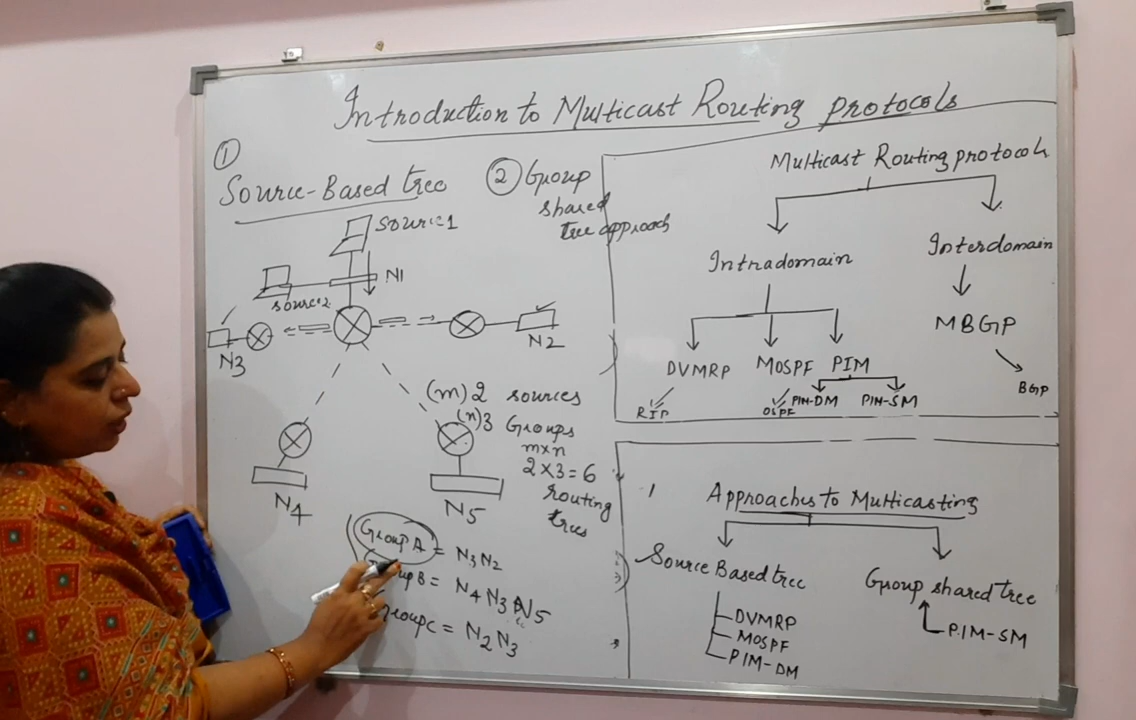 Introduction to Multicast Routing protocols
①
Source-Based tree
② Group
shared
tree approach
source1
N1
source2
N3
N2
N4
N5
(m) 2 sources
(n) 3 Groups
m×n
2×3=6
routing
trees
Group A = N3 N2
B = N4 N3 N5
Group C = N2 N3
Multicast Routing protocols
Intradomain
Interdomain
MBGP
BGP
DVMRP MOSPF PIM
RIP
OSPF
PIM-DM
PIM-SM
1
Approaches to Multicasting
Source Based tree
DVMRP
MOSPF
PIM-DM
Group shared tree
PIM-SM